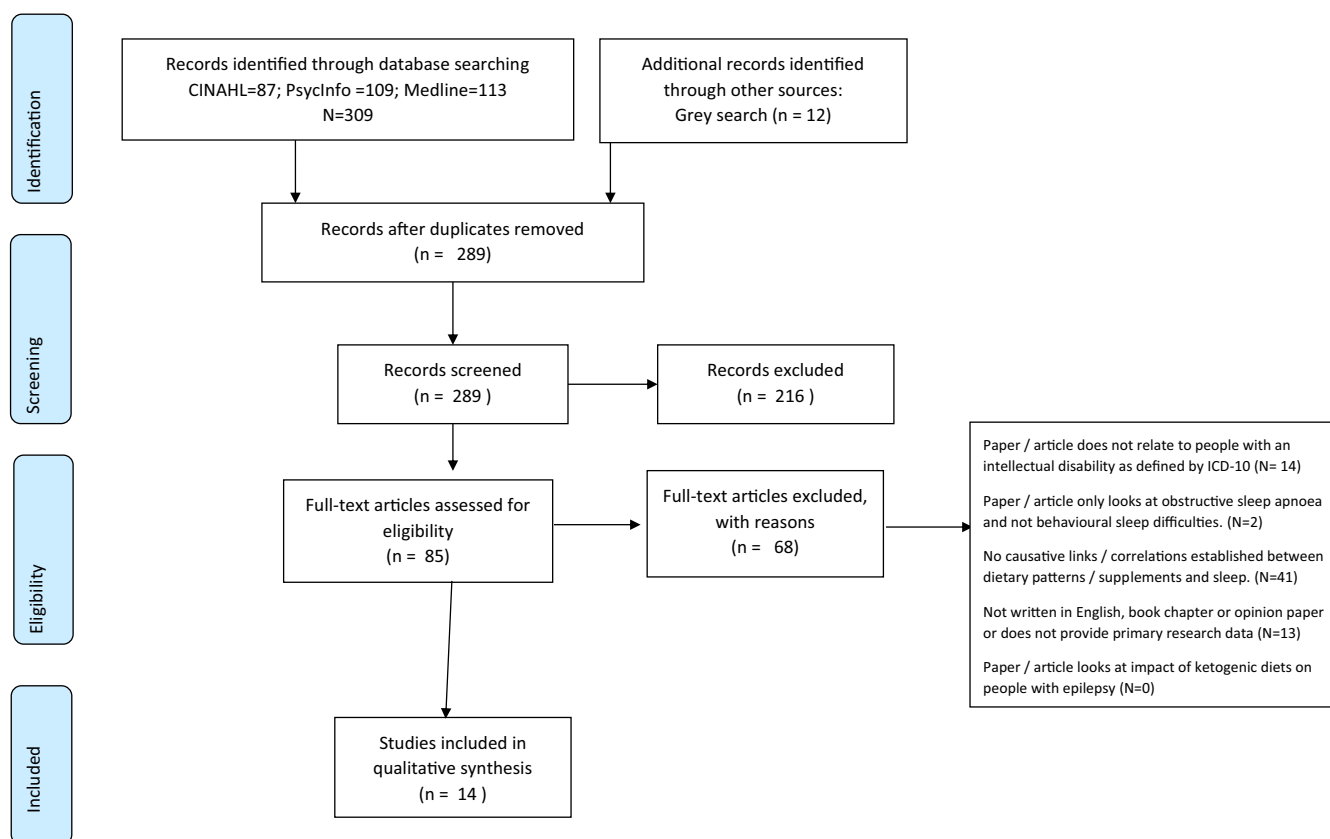 Identification
Records identified through database searching
CINAHL=87; PsycInfo =109; Medline=113
N=309
Additional records identified
through other sources:
Grey search (n = 12)
Records after duplicates removed
(n = 289)
Screening
Records screened
(n = 289 )
Records excluded
(n = 216 )
Eligibility
Full-text articles assessed for
eligibility
(n = 85)
Full-text articles excluded,
with reasons
(n = 68)
Paper / article does not relate to people with an
intellectual disability as defined by ICD-10 (N= 14)
Paper / article only looks at obstructive sleep apnoea
and not behavioural sleep difficulties. (N=2)
No causative links / correlations established between
dietary patterns / supplements and sleep. (N=41)
Not written in English, book chapter or opinion paper
or does not provide primary research data (N=13)
Paper / article looks at impact of ketogenic diets on
people with epilepsy (N=0)
Included
Studies included in
qualitative synthesis
(n = 14 )